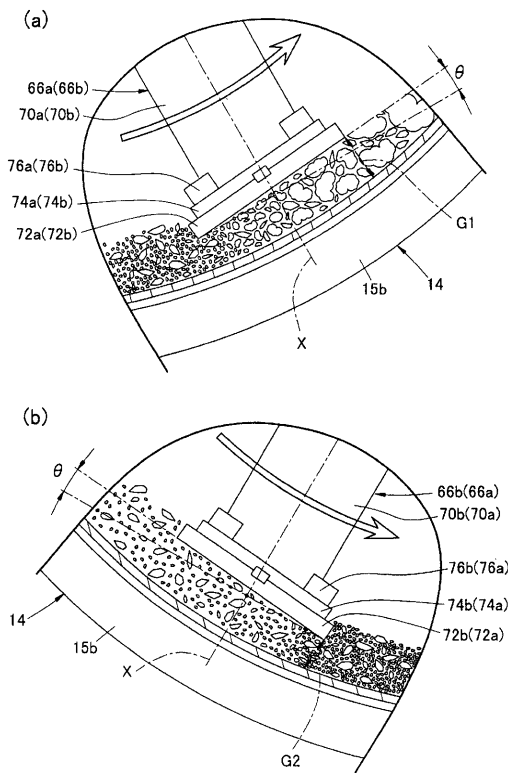 (a)
66a(66b)
70a(70b)
76a(76b)
74a(74b)
72a(72b)
θ
G1
14
15b
X
(b)
θ
66b(66a)
70b(70a)
76b(76a)
74b(74a)
72b(72a)
14
15b
X
G2